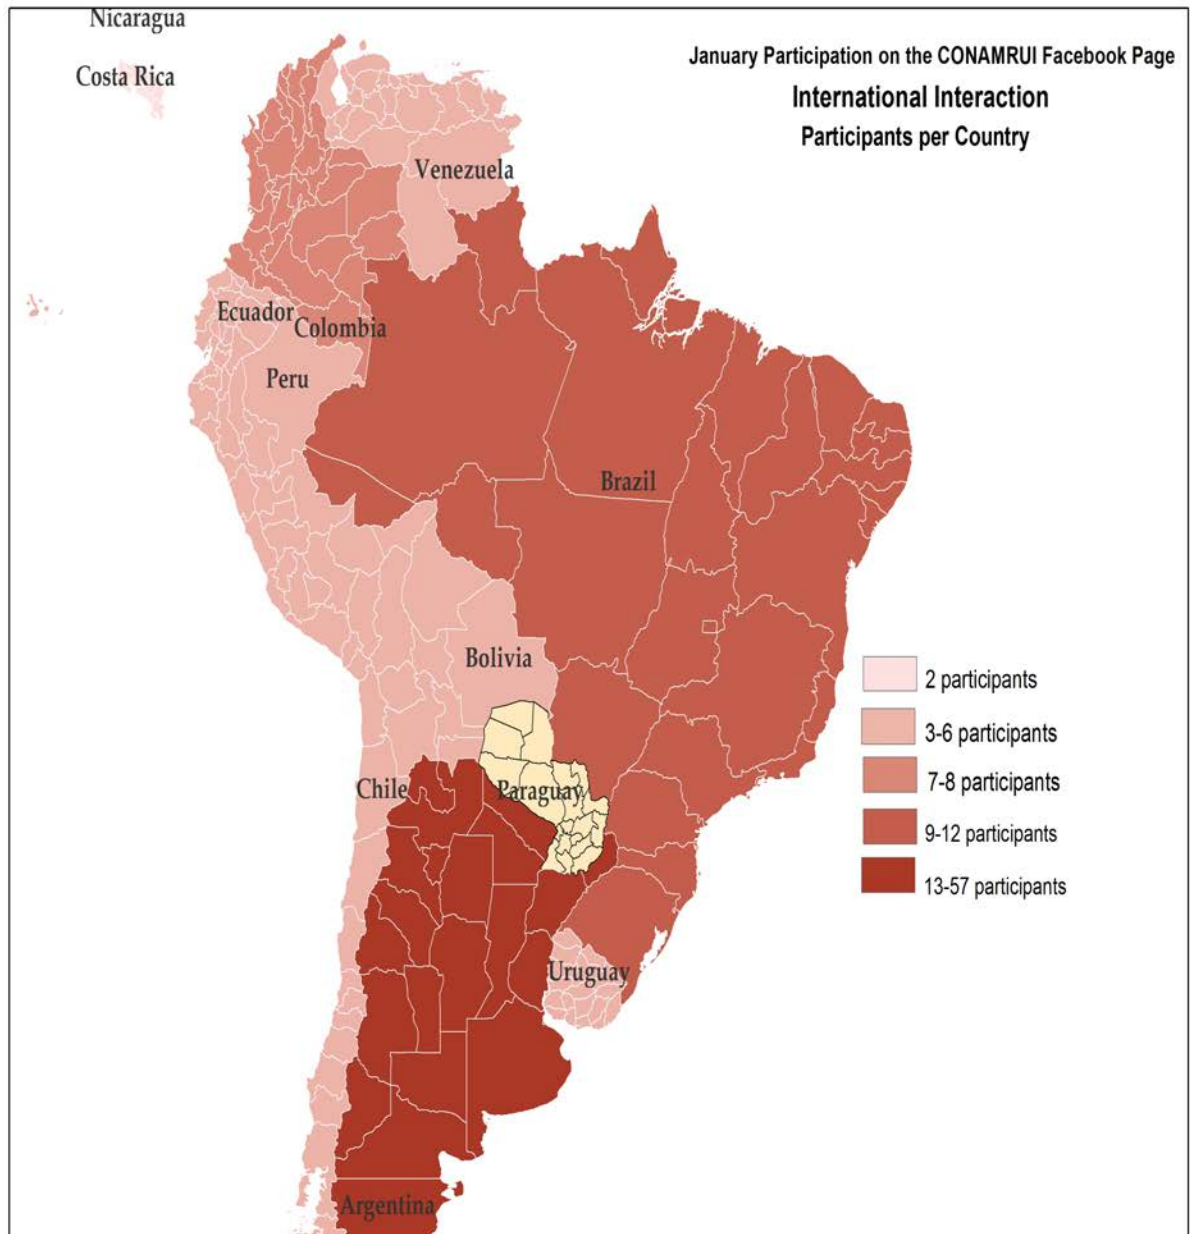 Nicaragua
January Participation on the CONAMRUI Facebook Page
Costa Rica
International Interaction
Participants per Country
Venezuela
Ecuador
Colombia
Peru
Brazil
Bolivia
2 participants
3-6 participants
7-8 participants
Chile
Paraguay
9-12 participants
13-57 participants
Uruguay
Argentina